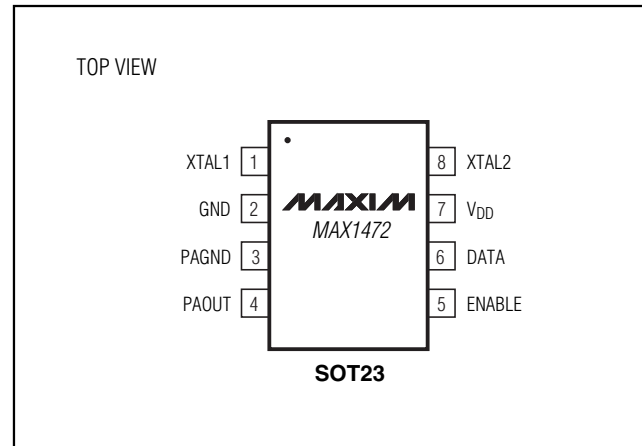 TOP VIEW
XTAL1 1 8 XTAL2
GND 2 MAXIM 7 VDD
MAX1472
PAGND 3 6 DATA
PAOUT 4 5 ENABLE
SOT23